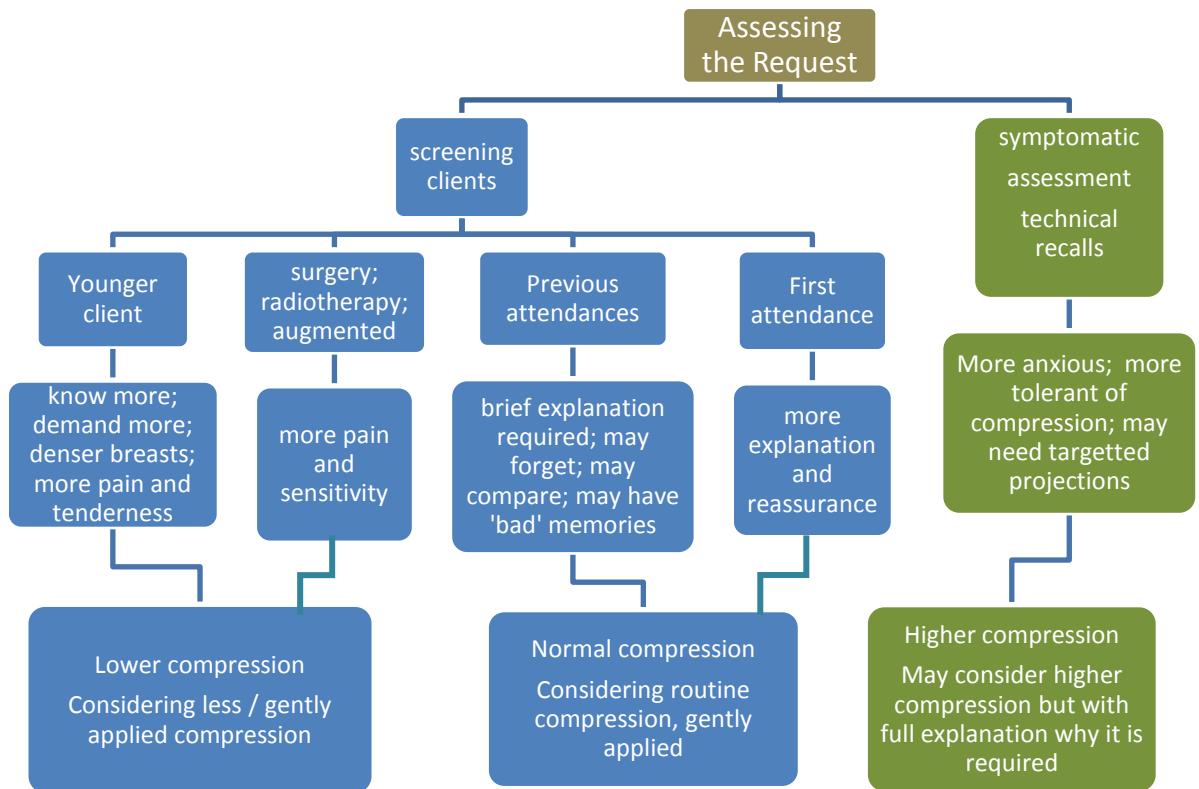 Assessing
the Request
screening
clients
symptomatic
assessment
technical
recalls
Younger
client
surgery;
radiotherapy;
augmented
Previous
attendances
First
attendance
know more;
demand more;
denser breasts;
more pain and
tenderness
more pain
and
sensitivity
brief explanation
required; may
forget; may
compare; may have
'bad' memories
more
explanation
and
reassurance
More anxious; more
tolerant of
compression; may
need targetted
projections
Lower compression
Considering less / gently
applied compression
Normal compression
Considering routine
compression, gently
applied
Higher compression
May consider higher
compression but with
full explanation why it is
required